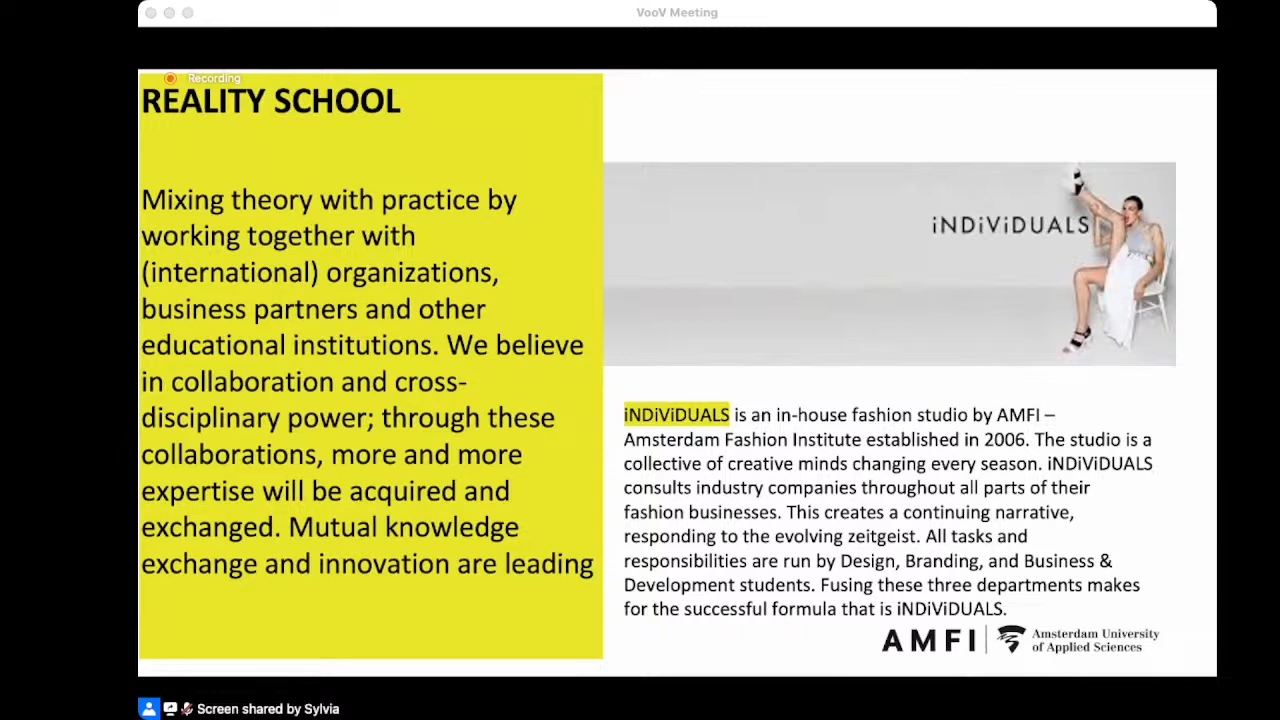 VooV Meeting
Recording
REALITY SCHOOL
Mixing theory with practice by
working together with
(international) organizations,
business partners and other
educational institutions. We believe
in collaboration and cross-
disciplinary power; through these
collaborations, more and more
expertise will be acquired and
exchanged. Mutual knowledge
exchange and innovation are leading
iNDiViDUALS
iNDiViDUALS is an in-house fashion studio by AMFI –
Amsterdam Fashion Institute established in 2006. The studio is a
collective of creative minds changing every season. iNDiViDUALS
consults industry companies throughout all parts of their
fashion businesses. This creates a continuing narrative,
responding to the evolving zeitgeist. All tasks and
responsibilities are run by Design, Branding, and Business &
Development students. Fusing these three departments makes
for the successful formula that is iNDiViDUALS.
AMFI
Amsterdam University
of Applied Sciences
Screen shared by Sylvia